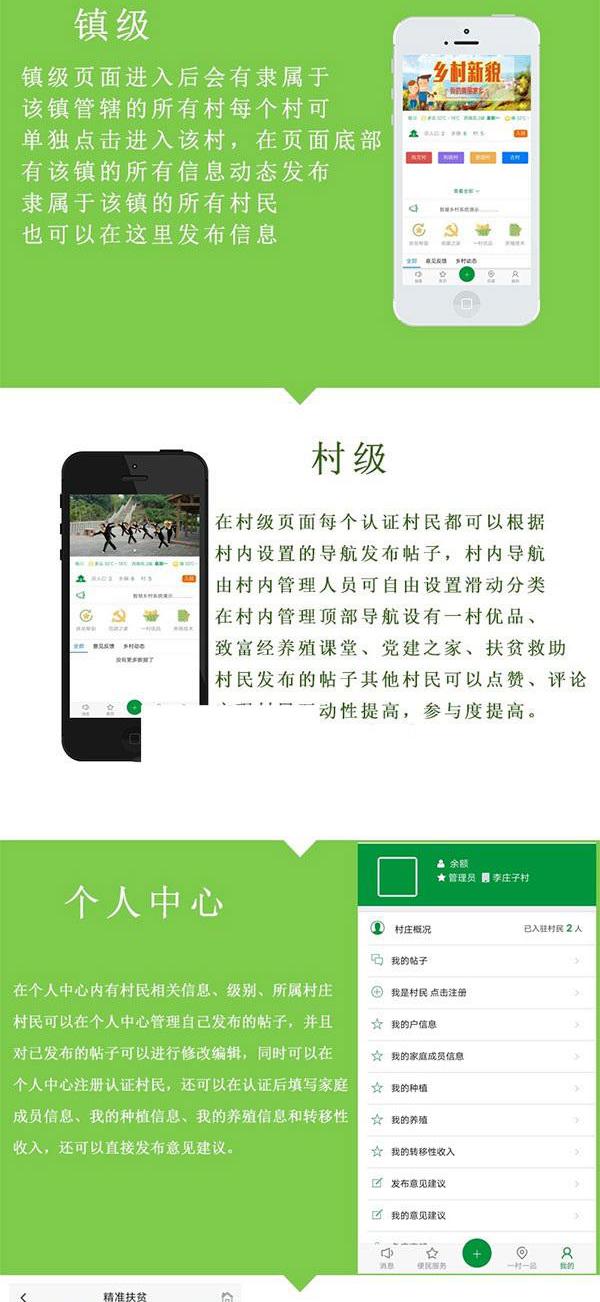 镇级
镇级页面进入后会有隶属于
该镇管辖的所有村每个村可
单独点击进入该村，在页面底部
有该镇的所有信息动态发布
隶属于该镇的所有村民
也可以在这里发布信息
乡村新貌
查看全部
智慧乡村系统演示
党建之家
一村优品
养殖技术
全部 意见反馈 乡村动态
村级
在村级页面每个认证村民都可以根据
村内设置的导航发布帖子，村内导航
由村内管理人员可自由设置滑动分类
在村内管理顶部导航设有一村优品、
致富经养殖课堂、党建之家、扶贫救助
村民发布的帖子其他村民可以点赞、评论
动性提高，参与度提高。
智慧乡村系统演示
党建之家
一村优品
养殖技术
全部 意见反馈 乡村动态
没有更多数据了
个人中心
在个人中心内有村民相关信息、级别、所属村庄
村民可以在个人中心管理自己发布的帖子，并且
对已发布的帖子可以进行修改编辑，同时可以在
个人中心注册认证村民，还可以在认证后填写家庭
成员信息、我的种植信息、我的养殖信息和转移性
收入，还可以直接发布意见建议。
余额
管理员 李庄子村
村庄概况 已入驻村民 2 人
我的帖子
我是村民 点击注册
我的户信息
我的家庭成员信息
我的种植
我的养殖
我的转移性收入
发布意见建议
我的意见建议
消息 便民服务 一村一品 我的
精准扶贫